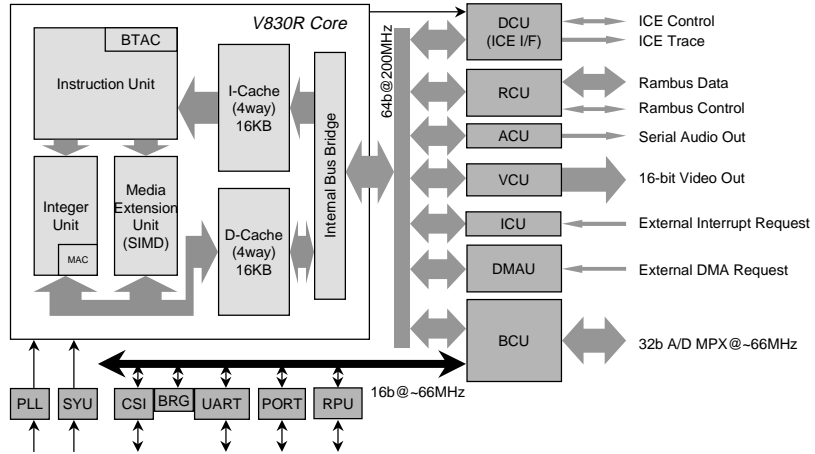 V830R Core
BTAC
Instruction Unit
I-Cache
(4way)
16KB
Integer
Unit
MAC
Media
Extension
Unit
(SIMD)
D-Cache
(4way)
16KB
Internal Bus Bridge
64b@200MHz
DCU
(ICE I/F)
ICE Control
ICE Trace
RCU
Rambus Data
Rambus Control
ACU
Serial Audio Out
VCU
16-bit Video Out
ICU
External Interrupt Request
DMAU
External DMA Request
BCU
32b A/D MPX@~66MHz
16b@~66MHz
PLL
SYU
CSI
BRG
UART
PORT
RPU